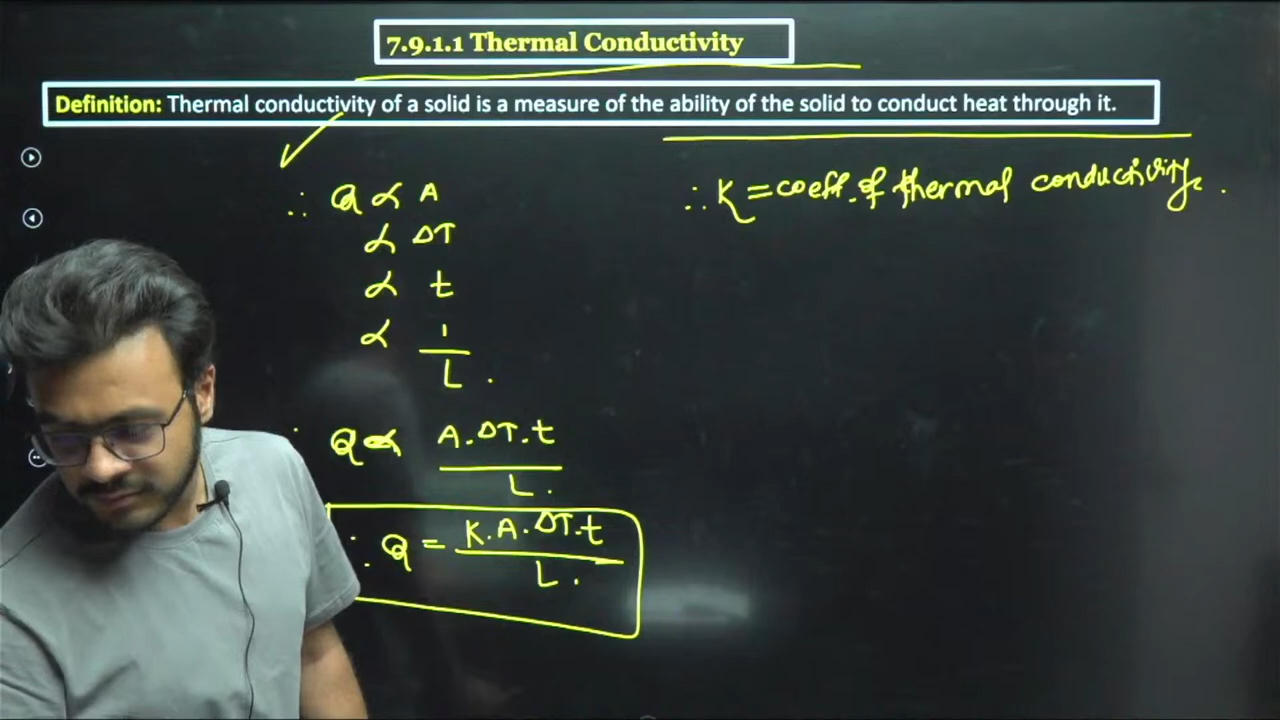 7.9.1.1 Thermal Conductivity
Definition: Thermal conductivity of a solid is a measure of the ability of the solid to conduct heat through it.
∴ Q ∝ A
∝ ΔT
∝ t
∝ 1/L.
Q ∝ A.ΔT.t/L.
∴ Q = K.A.ΔT.t/L.
∴ K = coeff. of thermal conductivity.